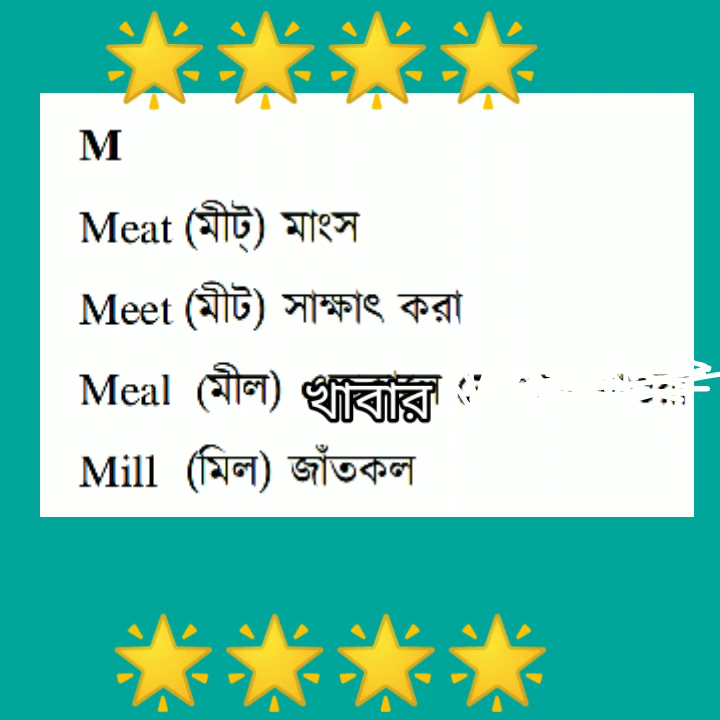 M
Meat (মীট্) মাংস
Meet (মীট) সাক্ষাৎ করা
Meal (মীল) খাবার
Mill (মিল) জাঁতকল